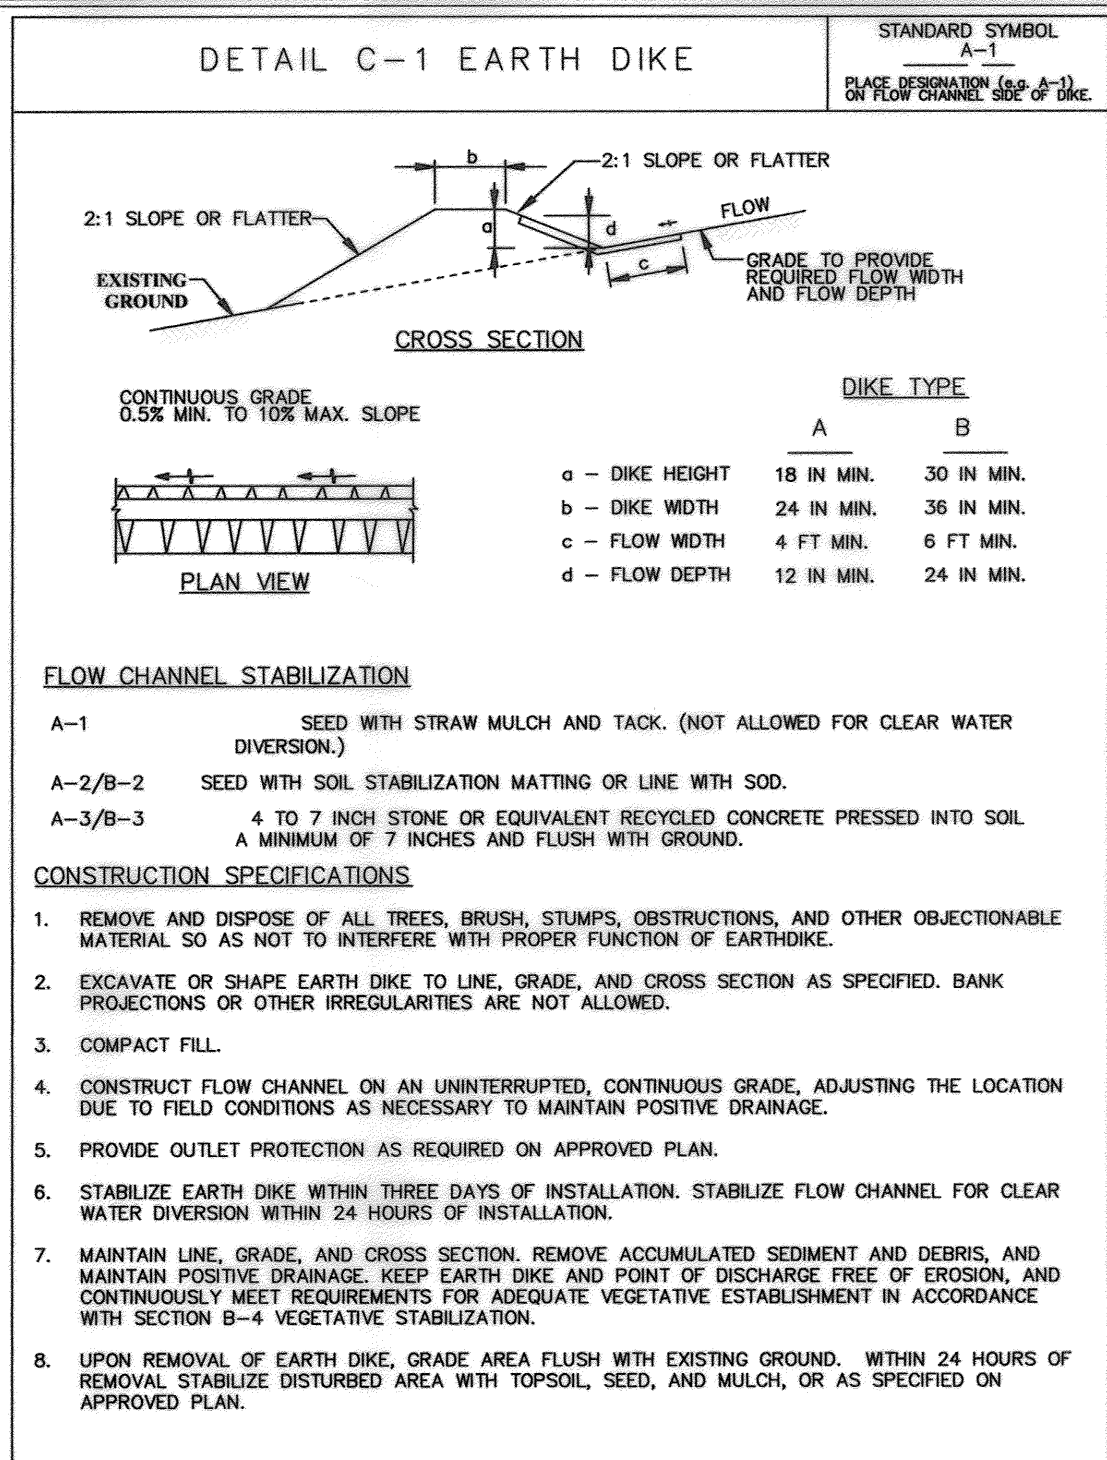 DETAIL C-1 EARTH DIKE
STANDARD SYMBOL
A-1
PLACE DESIGNATION (e.g. A-1)
ON FLOW CHANNEL SIDE OF DIKE.
b
2:1 SLOPE OR FLATTER
2:1 SLOPE OR FLATTER
a
d
FLOW
c
GRADE TO PROVIDE
REQUIRED FLOW WIDTH
AND FLOW DEPTH
EXISTING
GROUND
CROSS SECTION
CONTINUOUS GRADE
0.5% MIN. TO 10% MAX. SLOPE
PLAN VIEW
DIKE TYPE
A B
a - DIKE HEIGHT 18 IN MIN. 30 IN MIN.
b - DIKE WIDTH 24 IN MIN. 36 IN MIN.
c - FLOW WIDTH 4 FT MIN. 6 FT MIN.
d - FLOW DEPTH 12 IN MIN. 24 IN MIN.
FLOW CHANNEL STABILIZATION
A-1 SEED WITH STRAW MULCH AND TACK. (NOT ALLOWED FOR CLEAR WATER
DIVERSION.)
A-2/B-2 SEED WITH SOIL STABILIZATION MATTING OR LINE WITH SOD.
A-3/B-3 4 TO 7 INCH STONE OR EQUIVALENT RECYCLED CONCRETE PRESSED INTO SOIL
A MINIMUM OF 7 INCHES AND FLUSH WITH GROUND.
CONSTRUCTION SPECIFICATIONS
1. REMOVE AND DISPOSE OF ALL TREES, BRUSH, STUMPS, OBSTRUCTIONS, AND OTHER OBJECTIONABLE
MATERIAL SO AS NOT TO INTERFERE WITH PROPER FUNCTION OF EARTHDIKE.
2. EXCAVATE OR SHAPE EARTH DIKE TO LINE, GRADE, AND CROSS SECTION AS SPECIFIED. BANK
PROJECTIONS OR OTHER IRREGULARITIES ARE NOT ALLOWED.
3. COMPACT FILL.
4. CONSTRUCT FLOW CHANNEL ON AN UNINTERRUPTED, CONTINUOUS GRADE, ADJUSTING THE LOCATION
DUE TO FIELD CONDITIONS AS NECESSARY TO MAINTAIN POSITIVE DRAINAGE.
5. PROVIDE OUTLET PROTECTION AS REQUIRED ON APPROVED PLAN.
6. STABILIZE EARTH DIKE WITHIN THREE DAYS OF INSTALLATION. STABILIZE FLOW CHANNEL FOR CLEAR
WATER DIVERSION WITHIN 24 HOURS OF INSTALLATION.
7. MAINTAIN LINE, GRADE, AND CROSS SECTION. REMOVE ACCUMULATED SEDIMENT AND DEBRIS, AND
MAINTAIN POSITIVE DRAINAGE. KEEP EARTH DIKE AND POINT OF DISCHARGE FREE OF EROSION, AND
CONTINUOUSLY MEET REQUIREMENTS FOR ADEQUATE VEGETATIVE ESTABLISHMENT IN ACCORDANCE
WITH SECTION B-4 VEGETATIVE STABILIZATION.
8. UPON REMOVAL OF EARTH DIKE, GRADE AREA FLUSH WITH EXISTING GROUND. WITHIN 24 HOURS OF
REMOVAL STABILIZE DISTURBED AREA WITH TOPSOIL, SEED, AND MULCH, OR AS SPECIFIED ON
APPROVED PLAN.